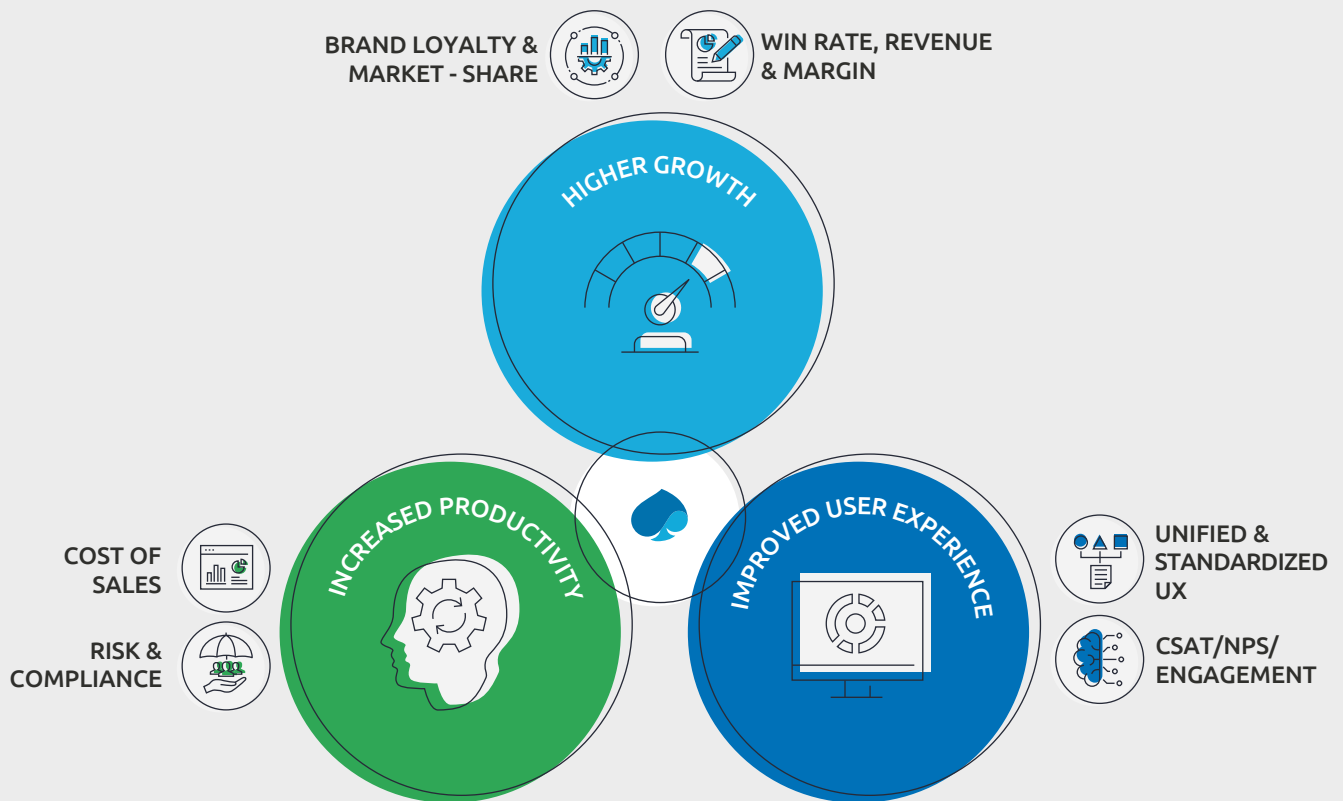 BRAND LOYALTY &
MARKET - SHARE
WIN RATE, REVENUE
& MARGIN
HIGHER GROWTH
INCREASED PRODUCTIVITY
IMPROVED USER EXPERIENCE
COST OF
SALES
RISK &
COMPLIANCE
UNIFIED &
STANDARDIZED
UX
CSAT/NPS/
ENGAGEMENT